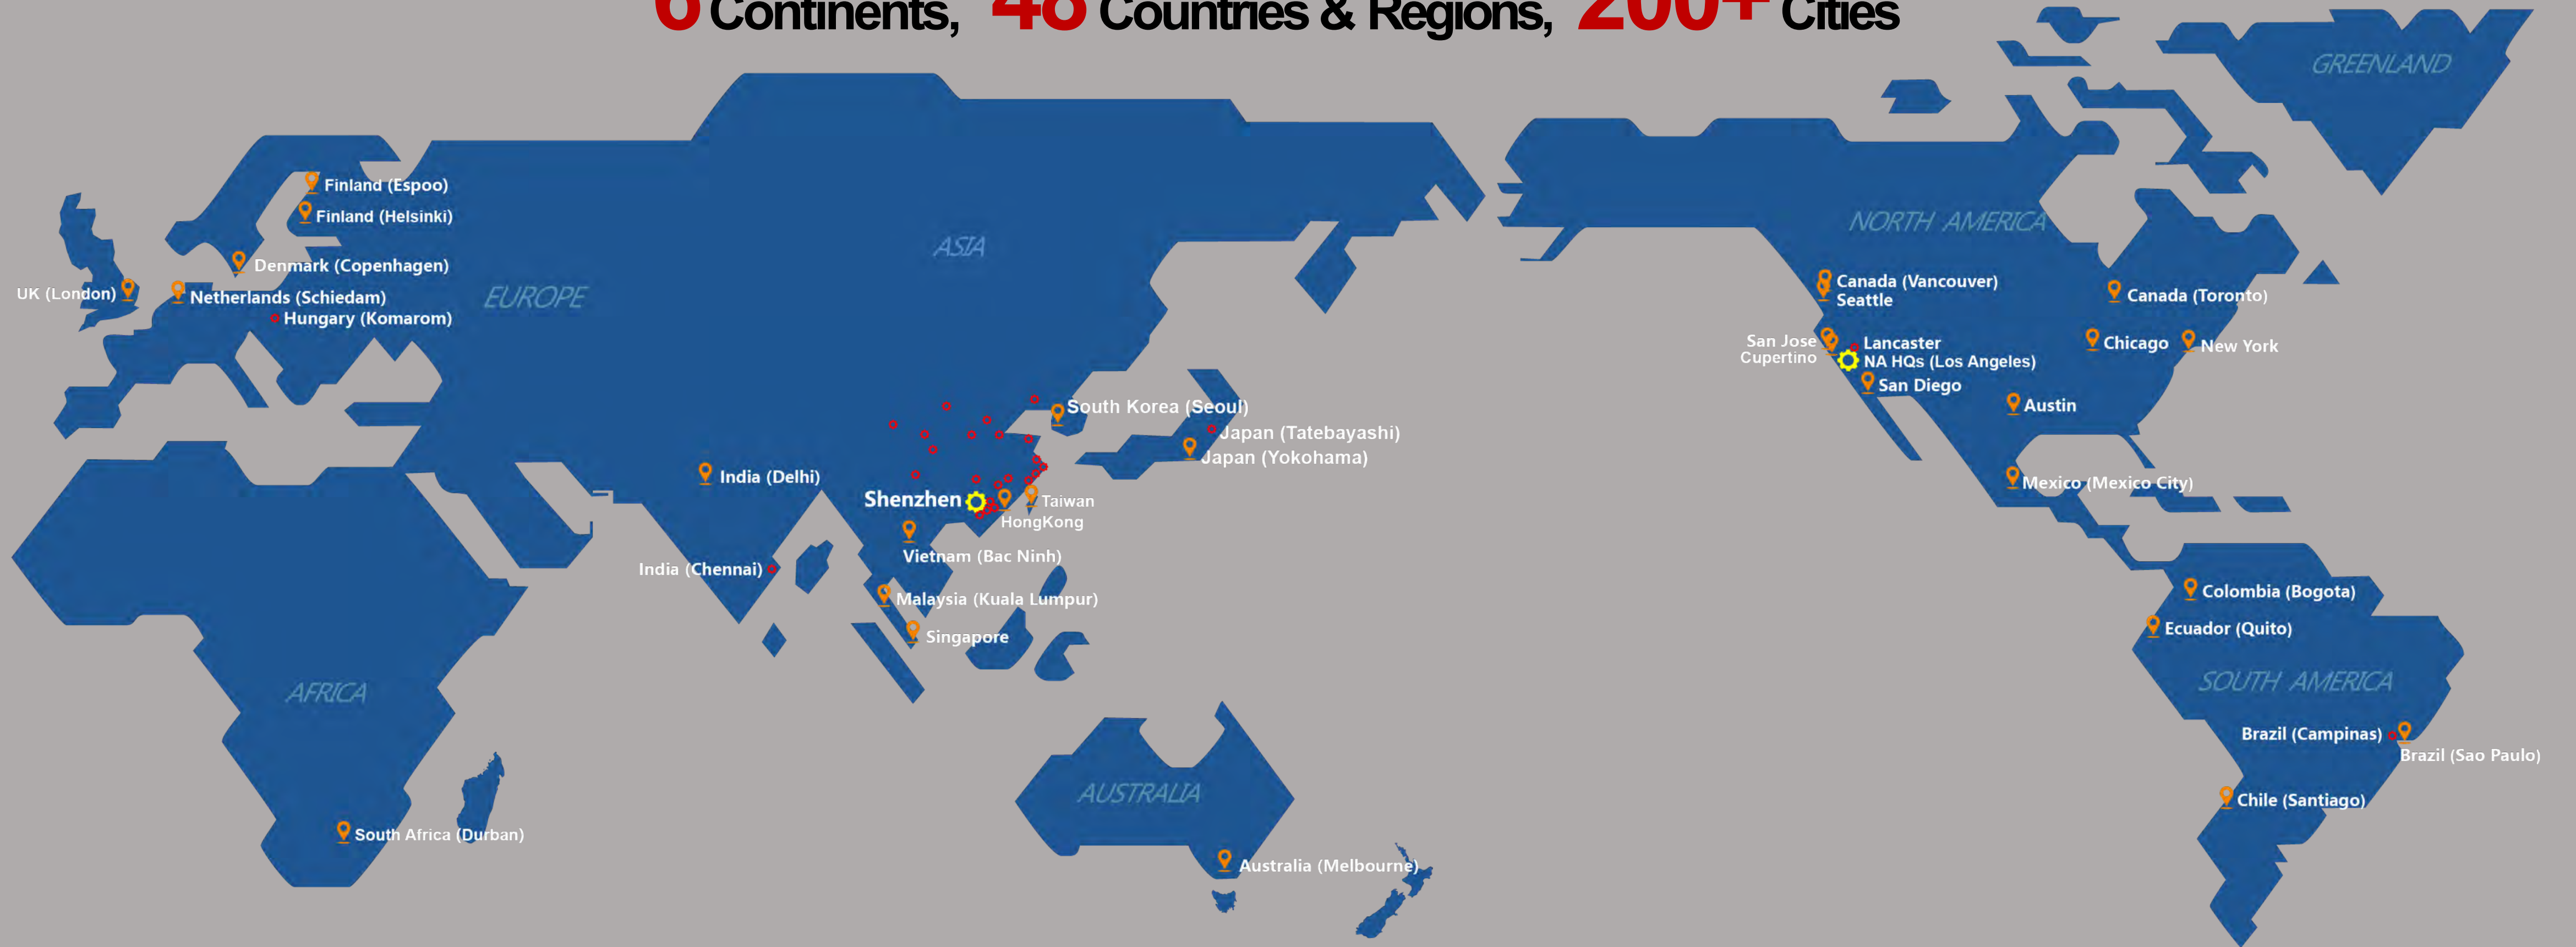 6 Continents, 48 Countries & Regions, 200+ Cities
GREENLAND
Finland (Espoo)
Finland (Helsinki)
NORTH AMERICA
ASIA
Denmark (Copenhagen)
UK (London)
Netherlands (Schiedam)
EUROPE
Hungary (Komarom)
Canada (Vancouver)
Seattle
Canada (Toronto)
San Jose
Cupertino
Lancaster
NA HQs (Los Angeles)
Chicago
New York
San Diego
Austin
South Korea (Seoul)
Japan (Tatebayashi)
Japan (Yokohama)
India (Delhi)
Mexico (Mexico City)
Shenzhen
Taiwan
HongKong
Vietnam (Bac Ninh)
India (Chennai)
Malaysia (Kuala Lumpur)
Singapore
Colombia (Bogota)
Ecuador (Quito)
AFRICA
SOUTH AMERICA
Brazil (Campinas)
Brazil (Sao Paulo)
AUSTRALIA
Chile (Santiago)
South Africa (Durban)
Australia (Melbourne)